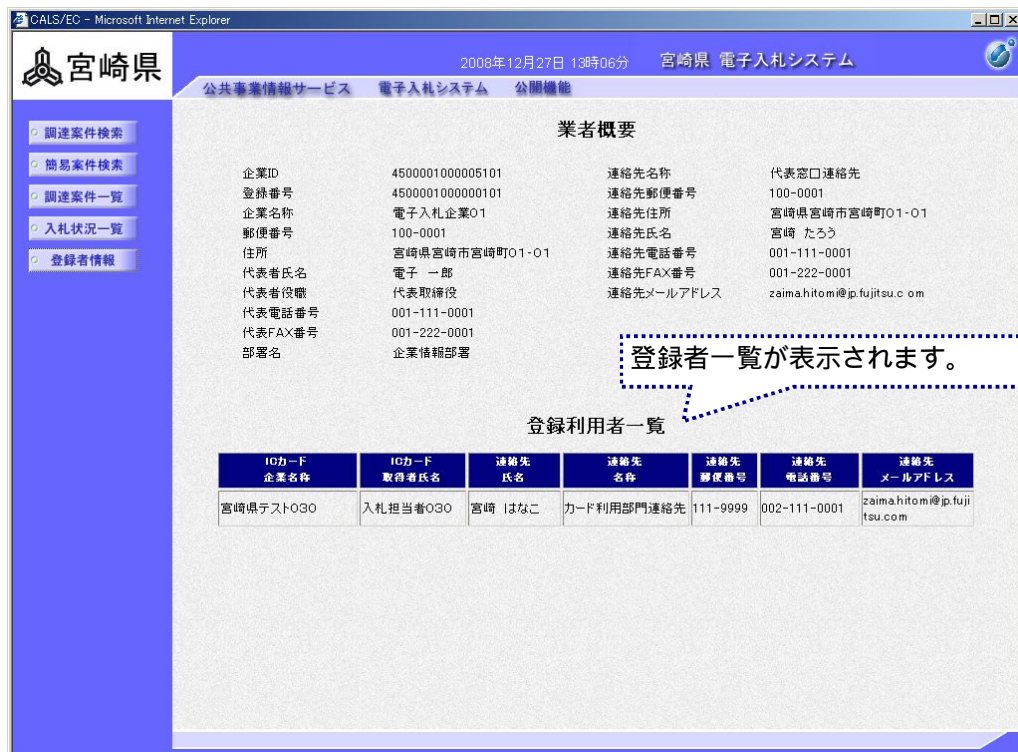 CALS/EC - Microsoft Internet Explorer
宮崎県
2008年12月27日 13時06分 宮崎県 電子入札システム
公共事業情報サービス 電子入札システム 公開機能
調達案件検索
簡易案件検索
調達案件一覧
入札状況一覧
登録者情報
業者概要
企業ID 4500001000005101 連絡先名称 代表窓口連絡先
登録番号 4500001000000101 連絡先郵便番号 100-0001
企業名称 電子入札企業01 連絡先住所 宮崎県宮崎市宮崎町01-01
郵便番号 100-0001 連絡先氏名 宮崎 たろう
住所 宮崎県宮崎市宮崎町01-01 連絡先電話番号 001-111-0001
代表者氏名 電子 一郎 連絡先FAX番号 001-222-0001
代表者役職 代表取締役 連絡先メールアドレス zaima.hitomi@jp.fujitsu.c om
代表電話番号 001-111-0001
代表FAX番号 001-222-0001
部署名 企業情報部署
登録者一覧が表示されます。
登録利用者一覧
ICカード ICカード 連絡先 連絡先 連絡先 連絡先 連絡先
企業名称 取得者氏名 氏名 名称 郵便番号 電話番号 メールアドレス
宮崎県テスト030 入札担当者030 宮崎 はなこ カード利用部門連絡先 111-9999 002-111-0001 zaima.hitomi@jp.fuji
tsu.com